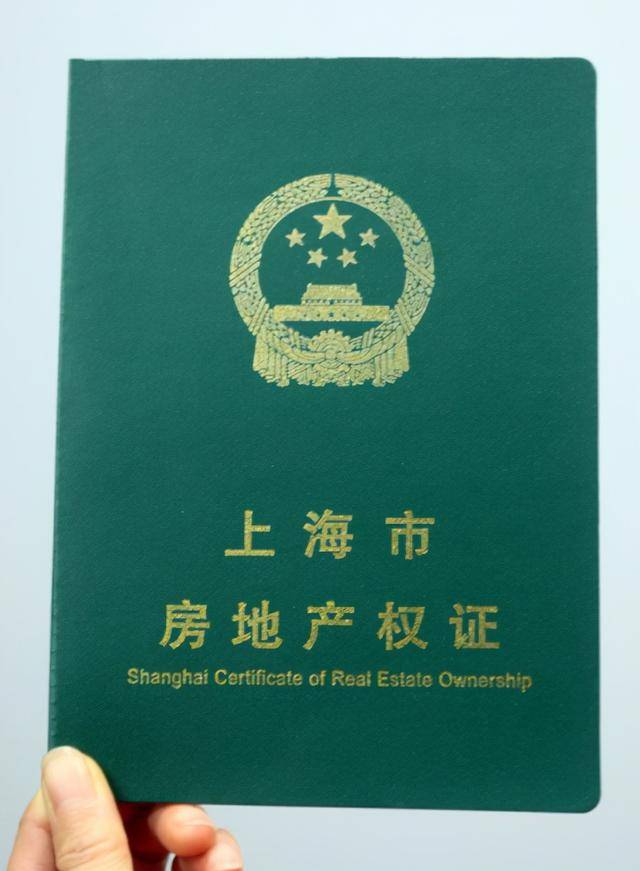 上海市
房地产权证
Shanghai Certificate of Real Estate Ownership